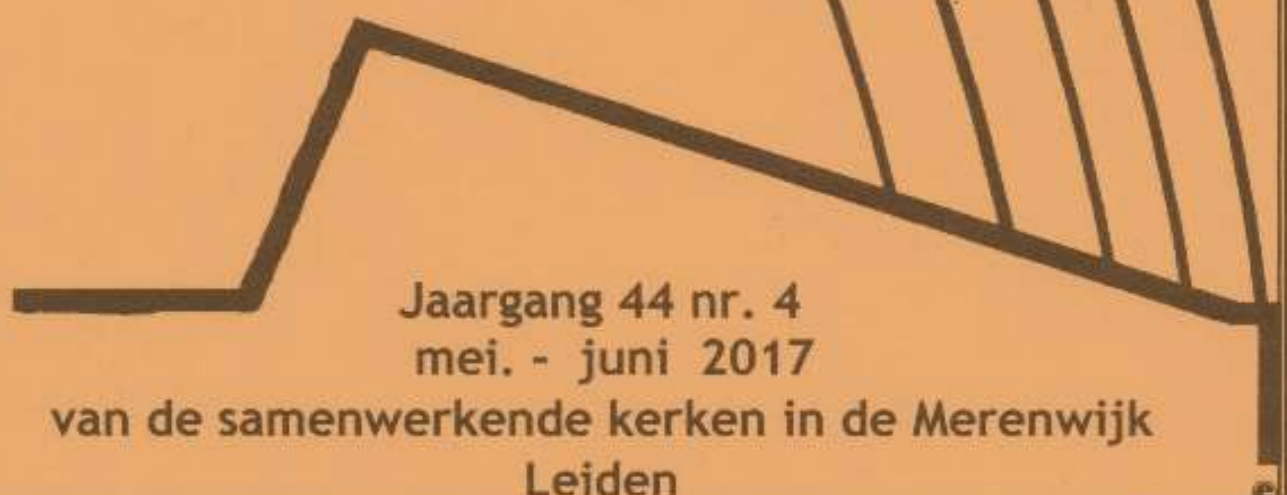 Jaargang 44 nr. 4
mei. - juni 2017
van de samenwerkende kerken in de Merenwijk
Leiden